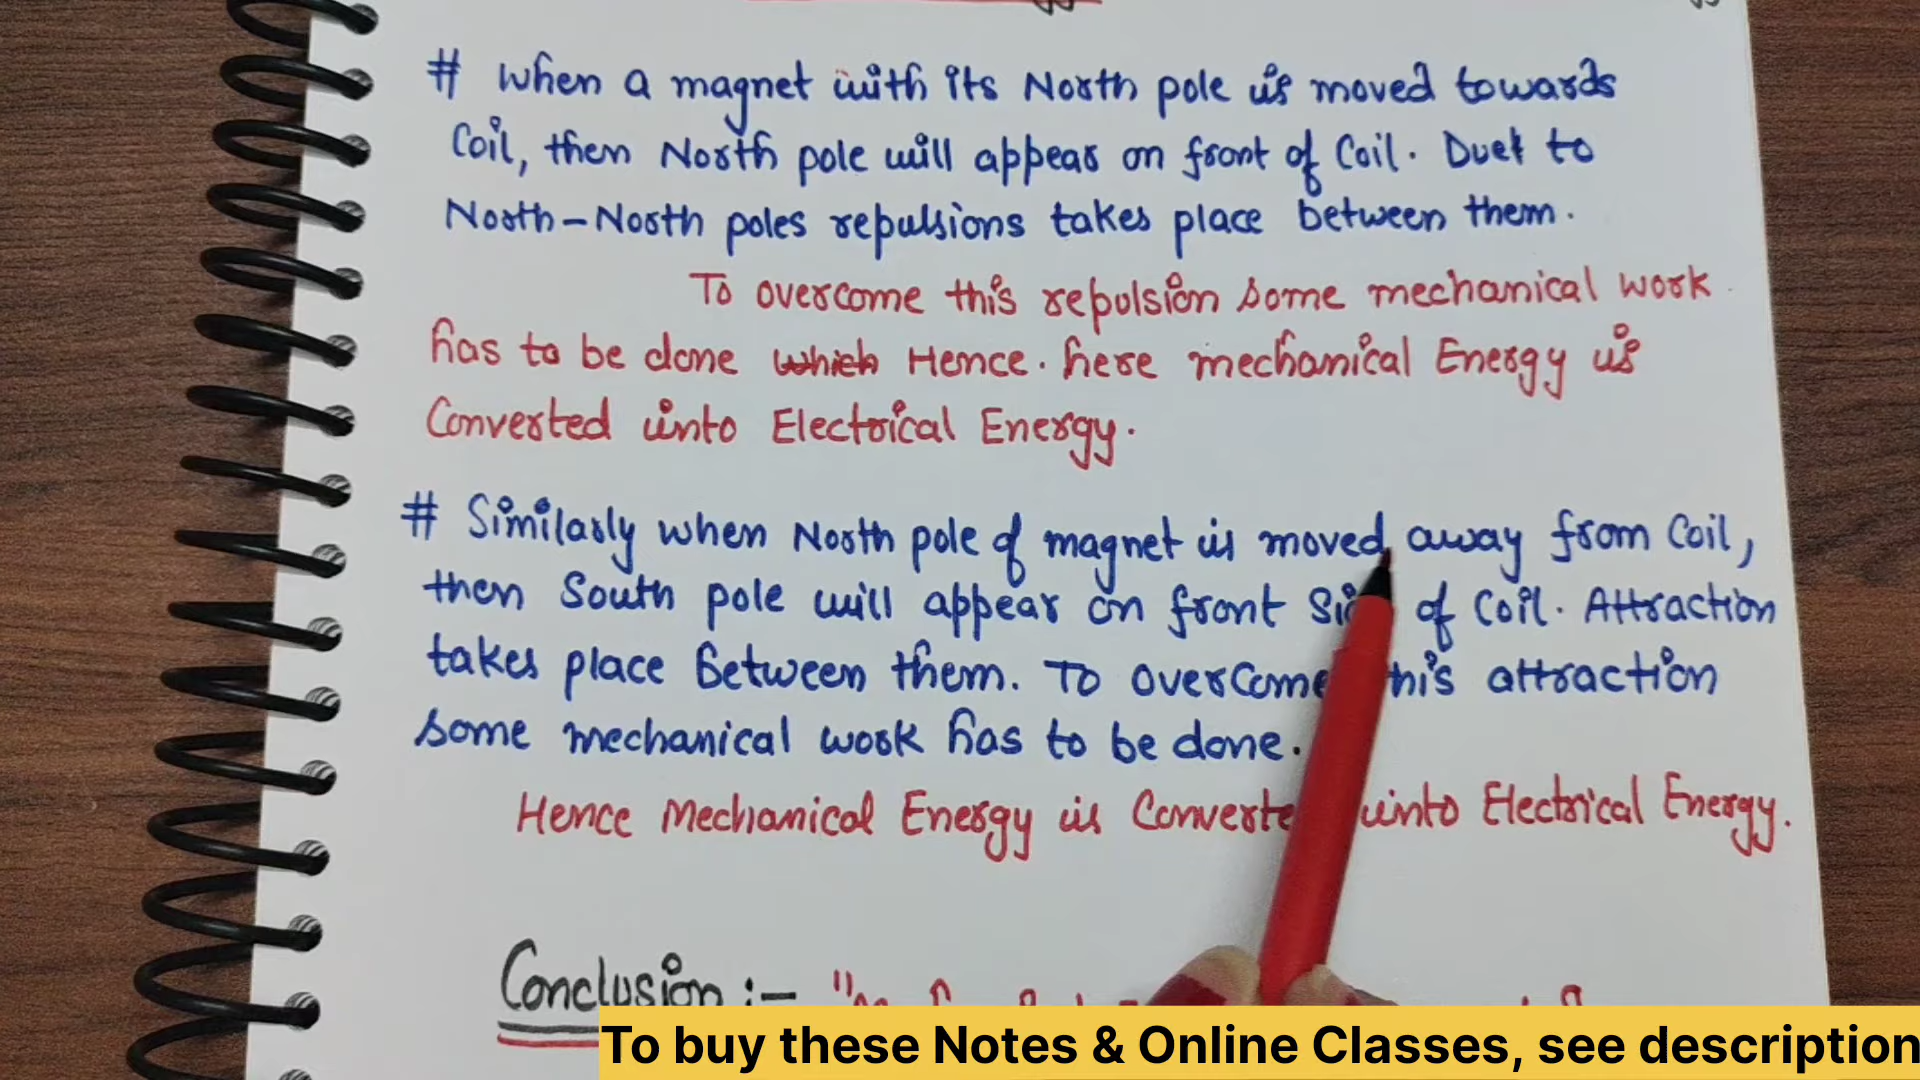 # When a magnet with its North pole is moved towards
Coil, then North pole will appear on front of Coil. Duet to
North-North poles repulsions takes place between them.
To overcome this repulsion some mechanical work
has to be done which Hence. here mechanical Energy is
Converted into Electrical Energy.
# Similarly when North pole of magnet is moved away from Coil,
then South pole will appear on front of Coil. Attraction
takes place between them. To overcome this attraction
some mechanical work has to be done.
Hence Mechanical Energy is Converte into Electrical Energy.
Conclusion :-
To buy these Notes & Online Classes, see description